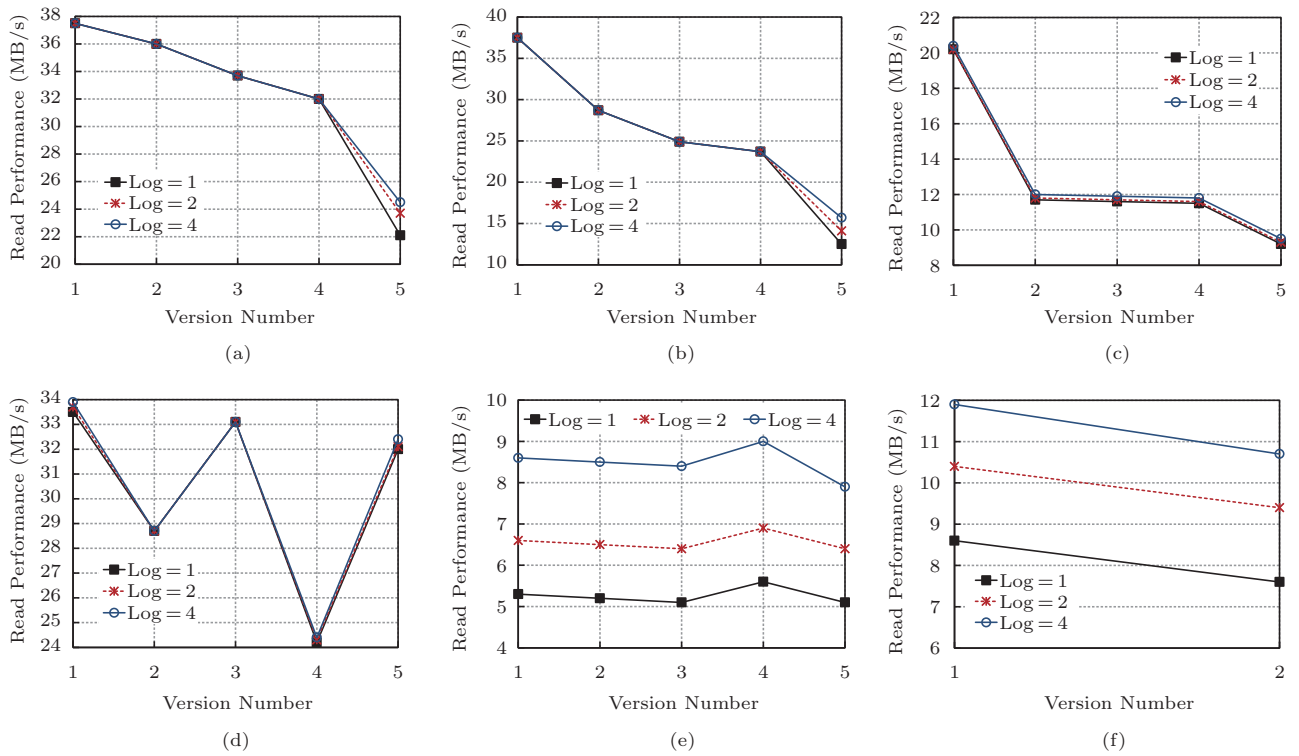 Read Performance (MB/s)
38
36
34
32
30
28
26
24
22
20
Log = 1
Log = 2
Log = 4
1 2 3 4 5
Version Number
(a)
Read Performance (MB/s)
40
35
30
25
20
15
10
Log = 1
Log = 2
Log = 4
1 2 3 4 5
Version Number
(b)
Read Performance (MB/s)
22
20
18
16
14
12
10
8
Log = 1
Log = 2
Log = 4
1 2 3 4 5
Version Number
(c)
Read Performance (MB/s)
34
33
32
31
30
29
28
27
26
25
24
Log = 1
Log = 2
Log = 4
1 2 3 4 5
Version Number
(d)
Read Performance (MB/s)
10
9
8
7
6
5
4
Log = 1 Log = 2 Log = 4
1 2 3 4 5
Version Number
(e)
Read Performance (MB/s)
12
11
10
9
8
7
6
Log = 1
Log = 2
Log = 4
1 2
Version Number
(f)